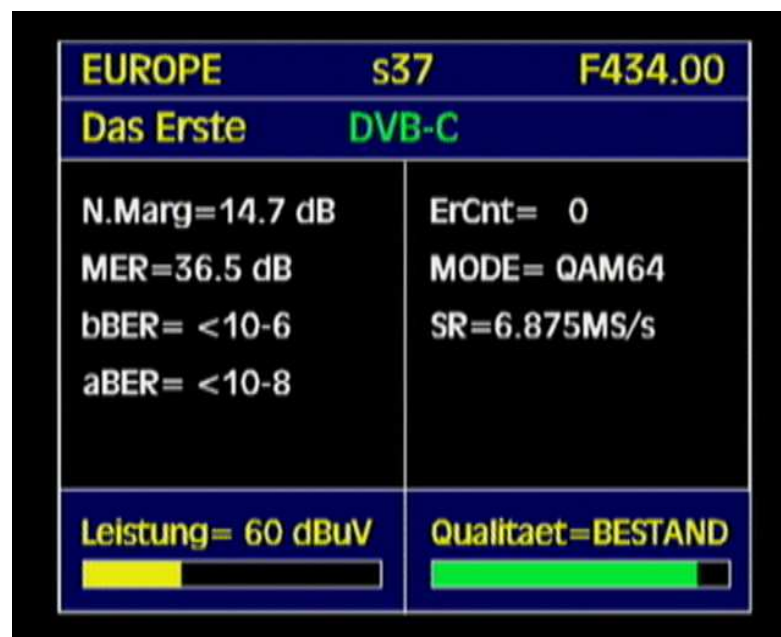 EUROPE s37 F434.00
Das Erste DVB-C
N.Marg=14.7 dB
MER=36.5 dB
bBER= <10-6
aBER= <10-8
ErCnt= 0
MODE= QAM64
SR=6.875MS/s
Leistung= 60 dBuV
Qualitaet=BESTAND